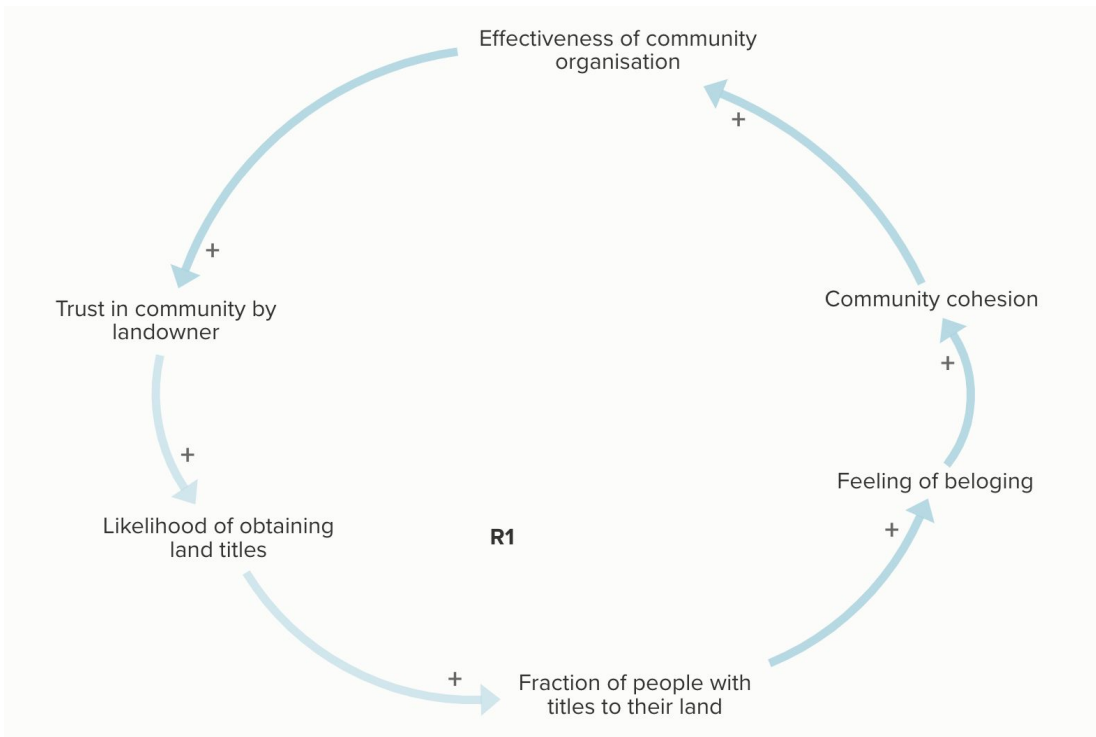 Effectiveness of community
organisation
+
+
Trust in community by
landowner
Community cohesion
+
+
Feeling of beloging
Likelihood of obtaining
land titles
R1
+
+
Fraction of people with
titles to their land